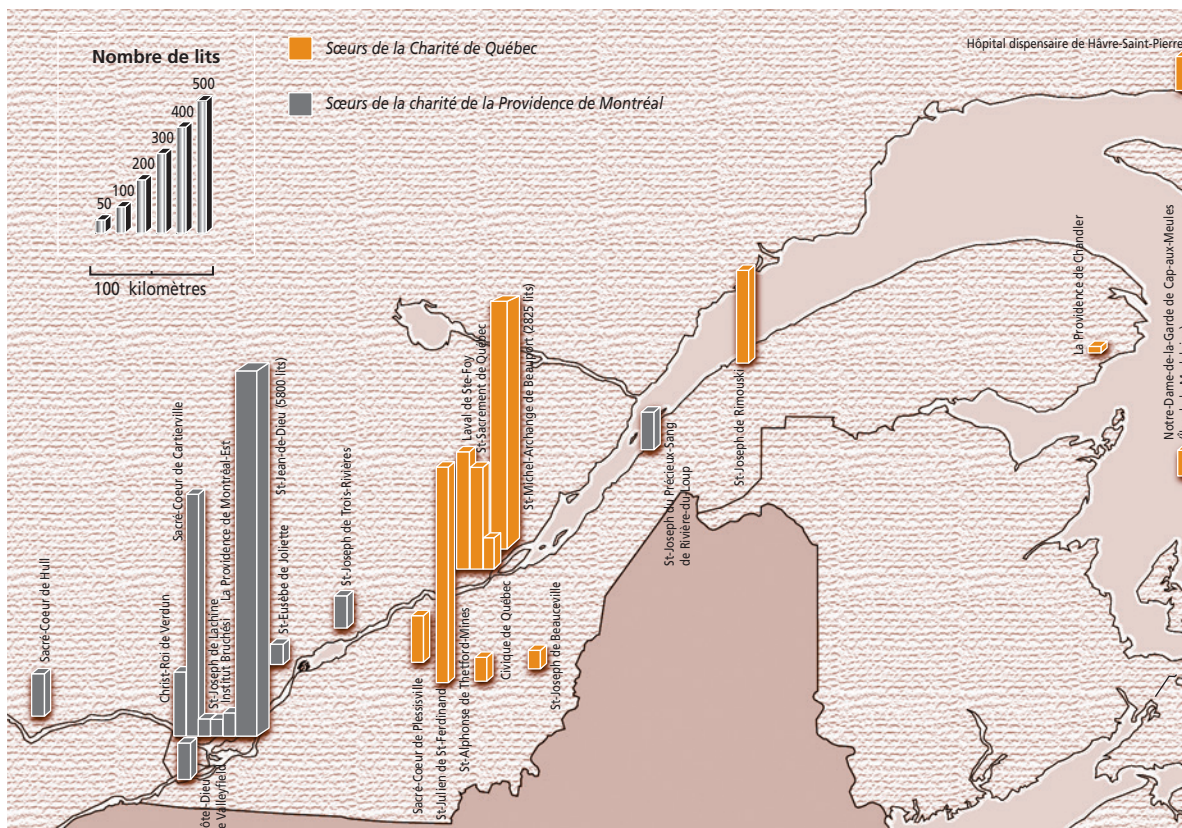 Nombre de lits
500
400
300
200
100
50
100 kilomètres
Sœurs de la Charité de Québec
Sœurs de la charité de la Providence de Montréal
Hôpital dispensaire de Hâvre-Saint-Pierre
Sacré-Coeur de Hull
Christ-Roi de Verdun
Sacré-Coeur de Cartierville
St-Joseph de Lachine
Institut Bruchési
La Providence de Montréal-Est
St-Jean-de-Dieu (5800 lits)
St-Eusèbe de Joliette
ôtel-Dieu
e Valleyfield
St-Joseph de Trois-Rivières
Sacré-Coeur de Plessisville
St-Julien de St-Ferdinand
St-Alphonse de Thetford-Mines
Laval de Ste-Foy
St-Sacrement de Québec
St-Michel-Archange de Beauport (2825 lits)
Civique de Québec
St-Joseph de Beauceville
St-Joseph du Précieux-Sang
de Rivière-du Loup
St-Joseph de Rimouski
La Providence de Chandler
Notre-Dame-de-la-Garde de Cap-aux-Meules